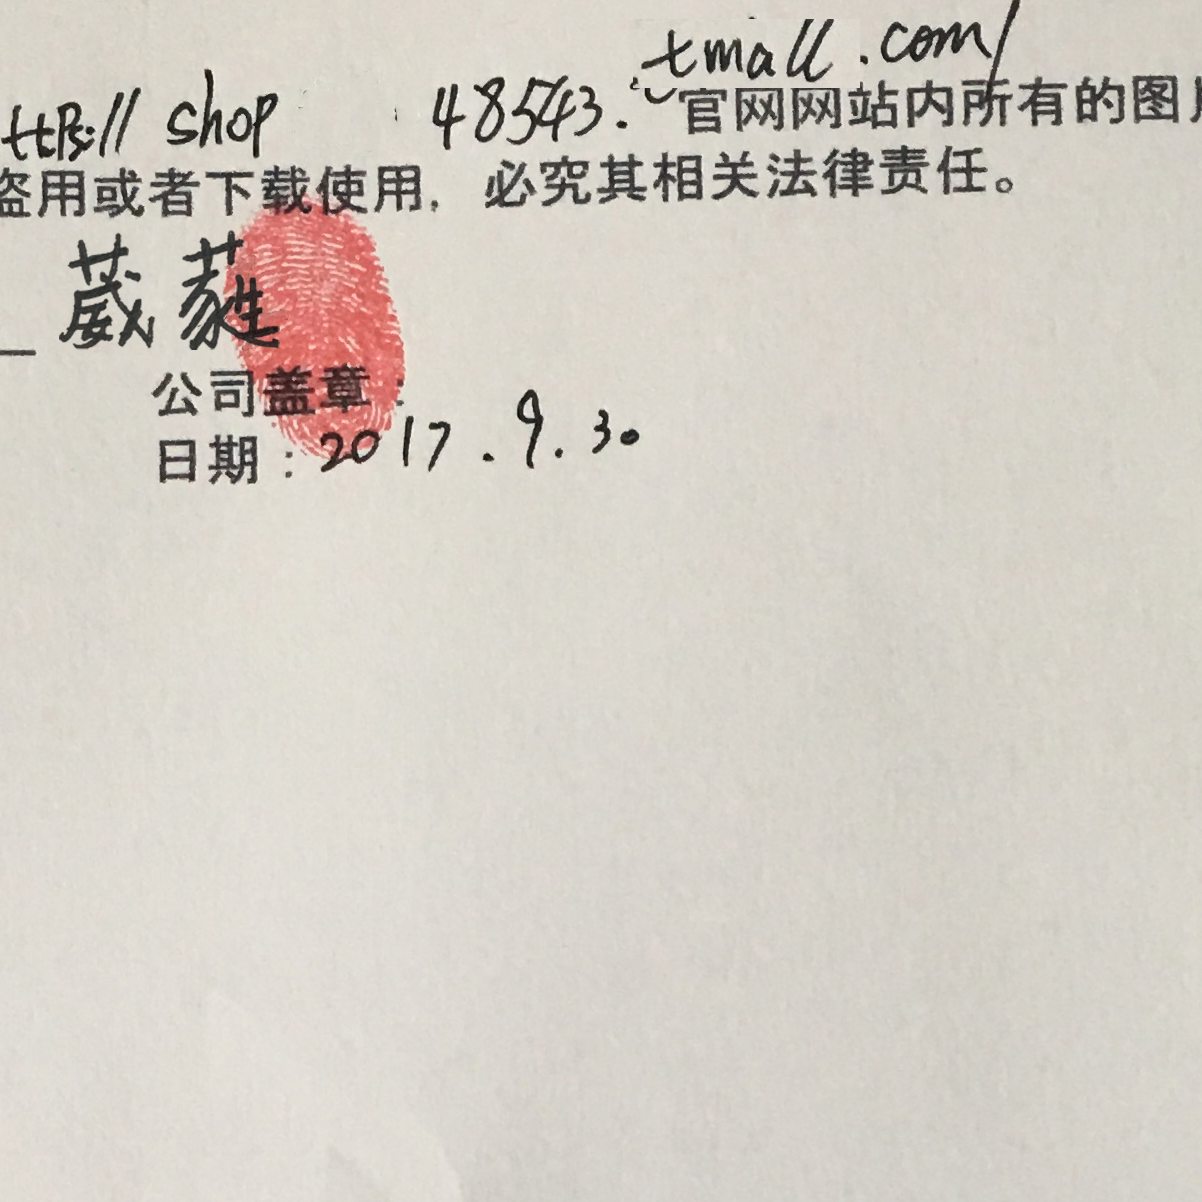 tmall.com/
ttps:// shop 48543. 官网网站内所有的图片
盗用或者下载使用，必究其相关法律责任。
葳蕤
公司盖章：
日期：2017.9.30